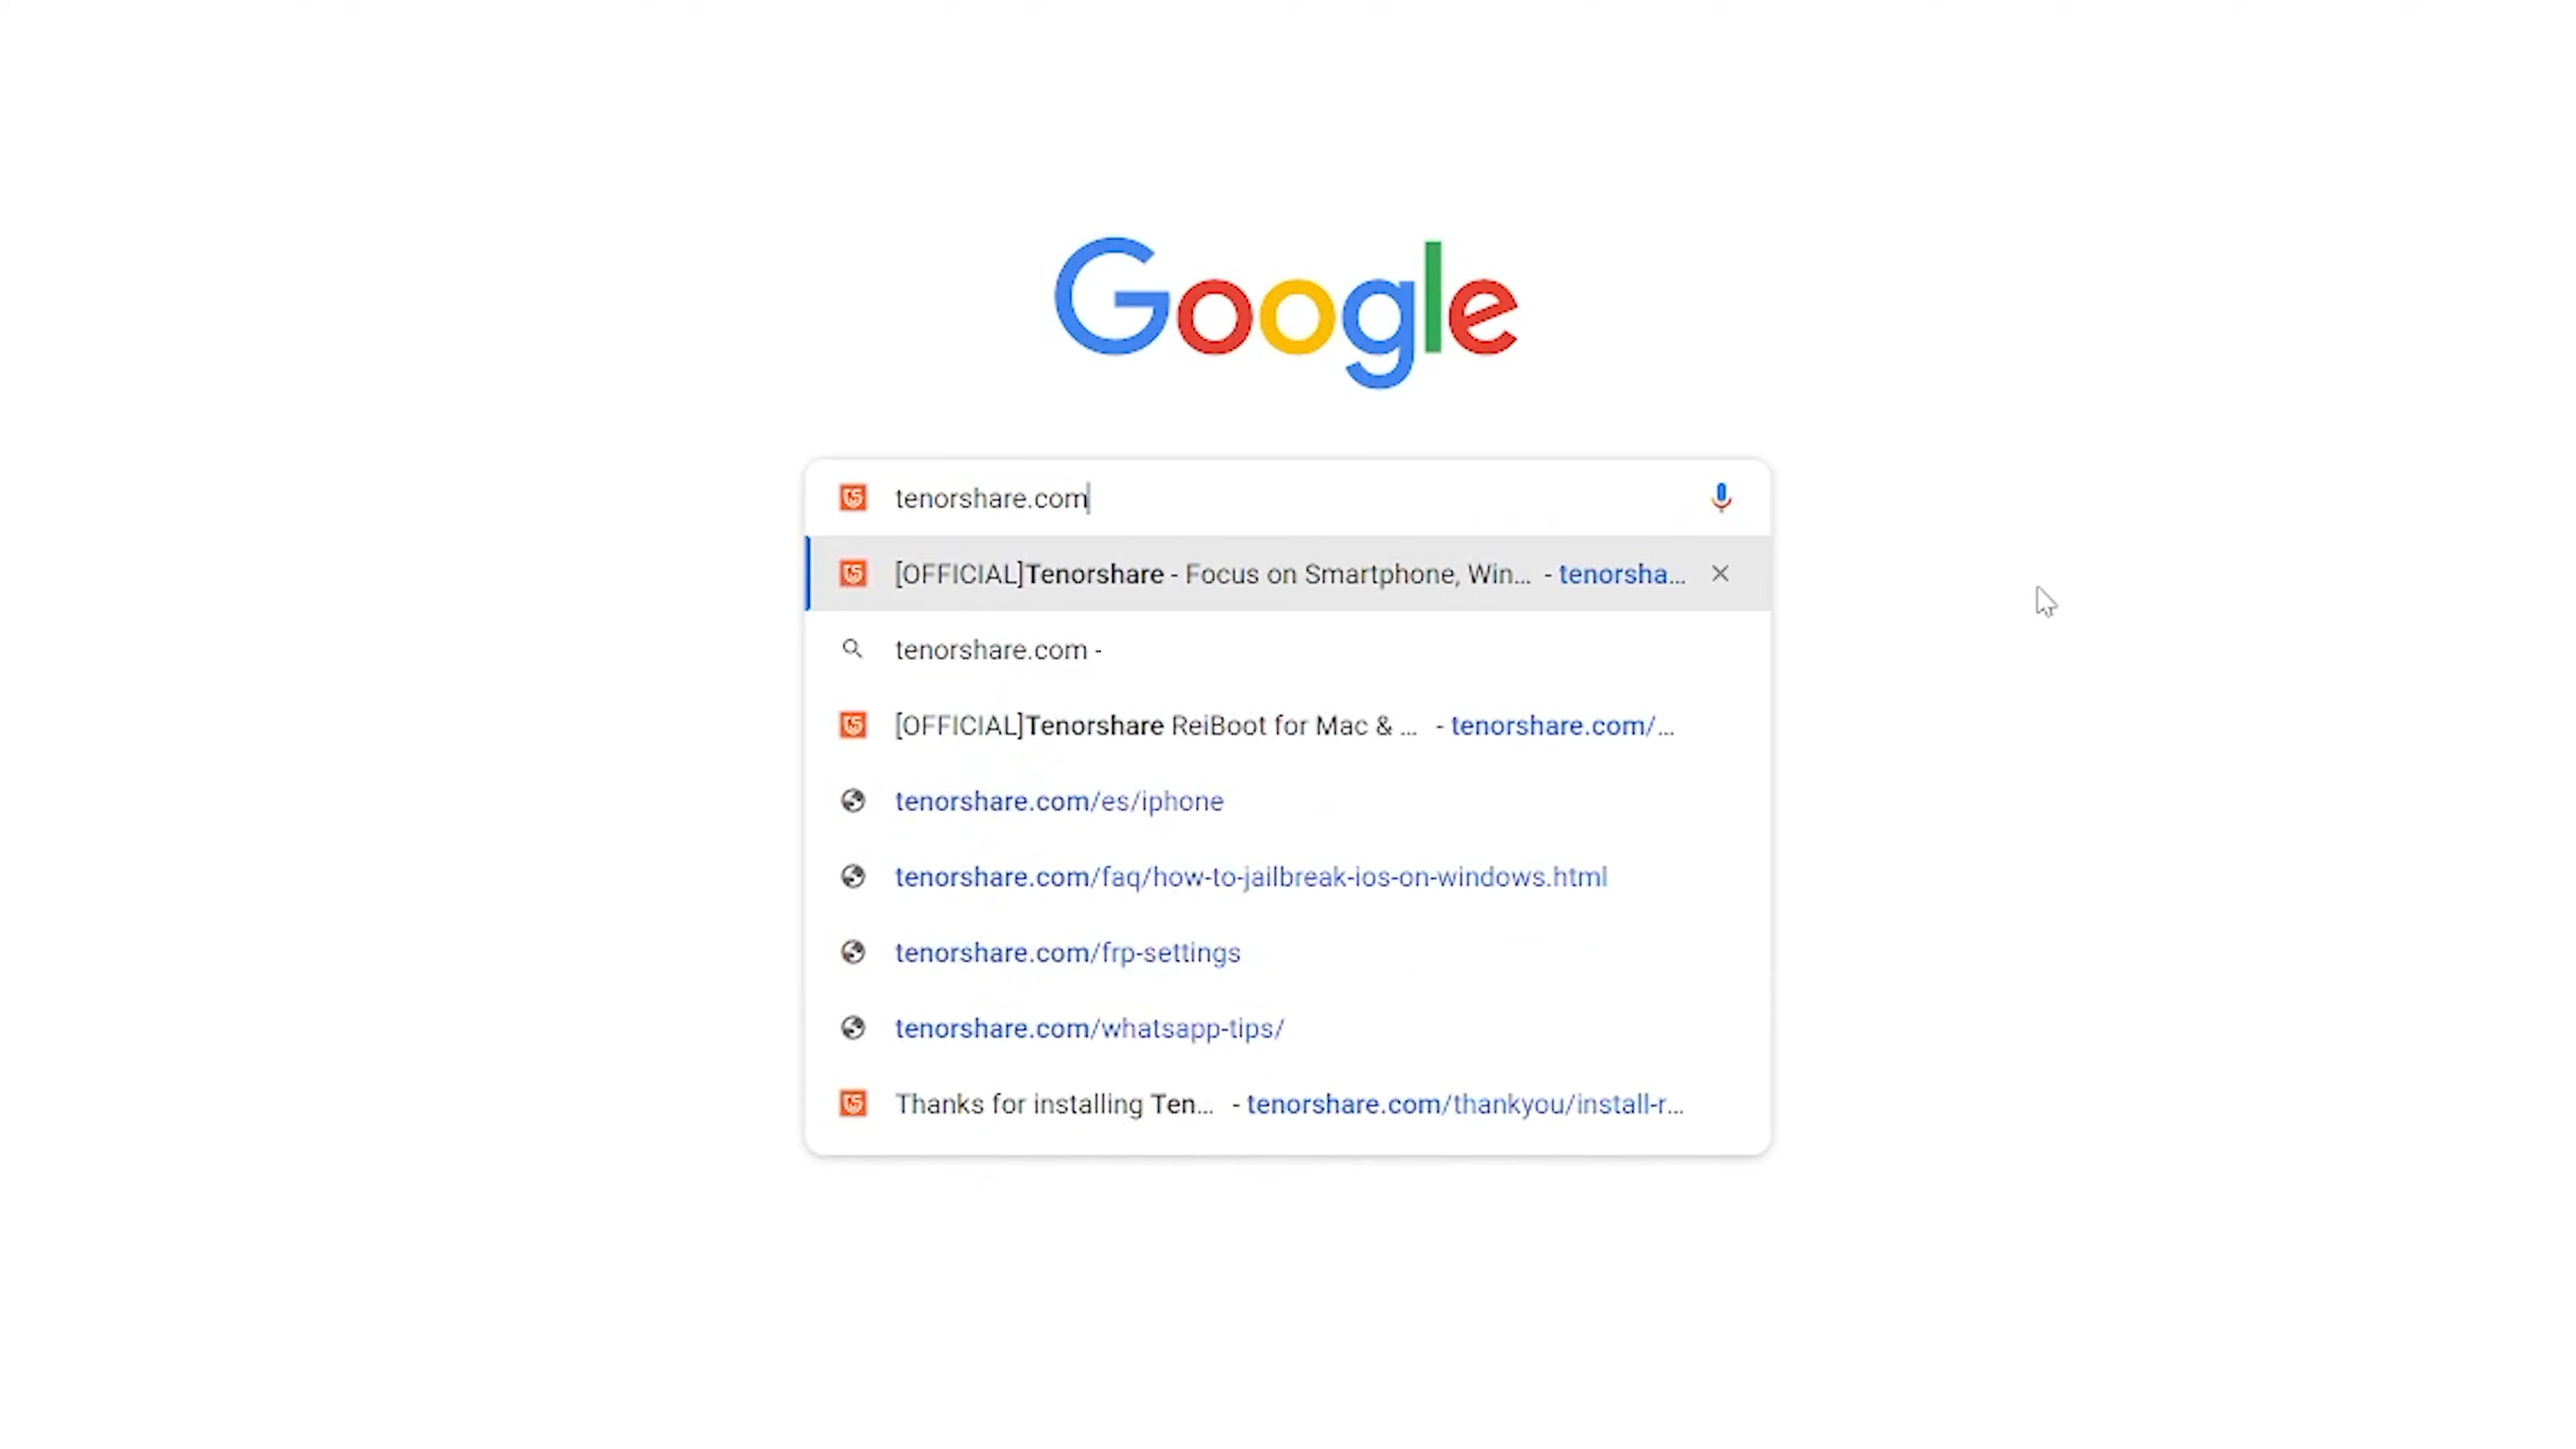 Google
tenorshare.com
[OFFICIAL]Tenorshare - Focus on Smartphone, Win... - tenorsha...
tenorshare.com -
[OFFICIAL]Tenorshare ReiBoot for Mac & ... - tenorshare.com/...
tenorshare.com/es/iphone
tenorshare.com/faq/how-to-jailbreak-ios-on-windows.html
tenorshare.com/frp-settings
tenorshare.com/whatsapp-tips/
Thanks for installing Ten... - tenorshare.com/thankyou/install-r...